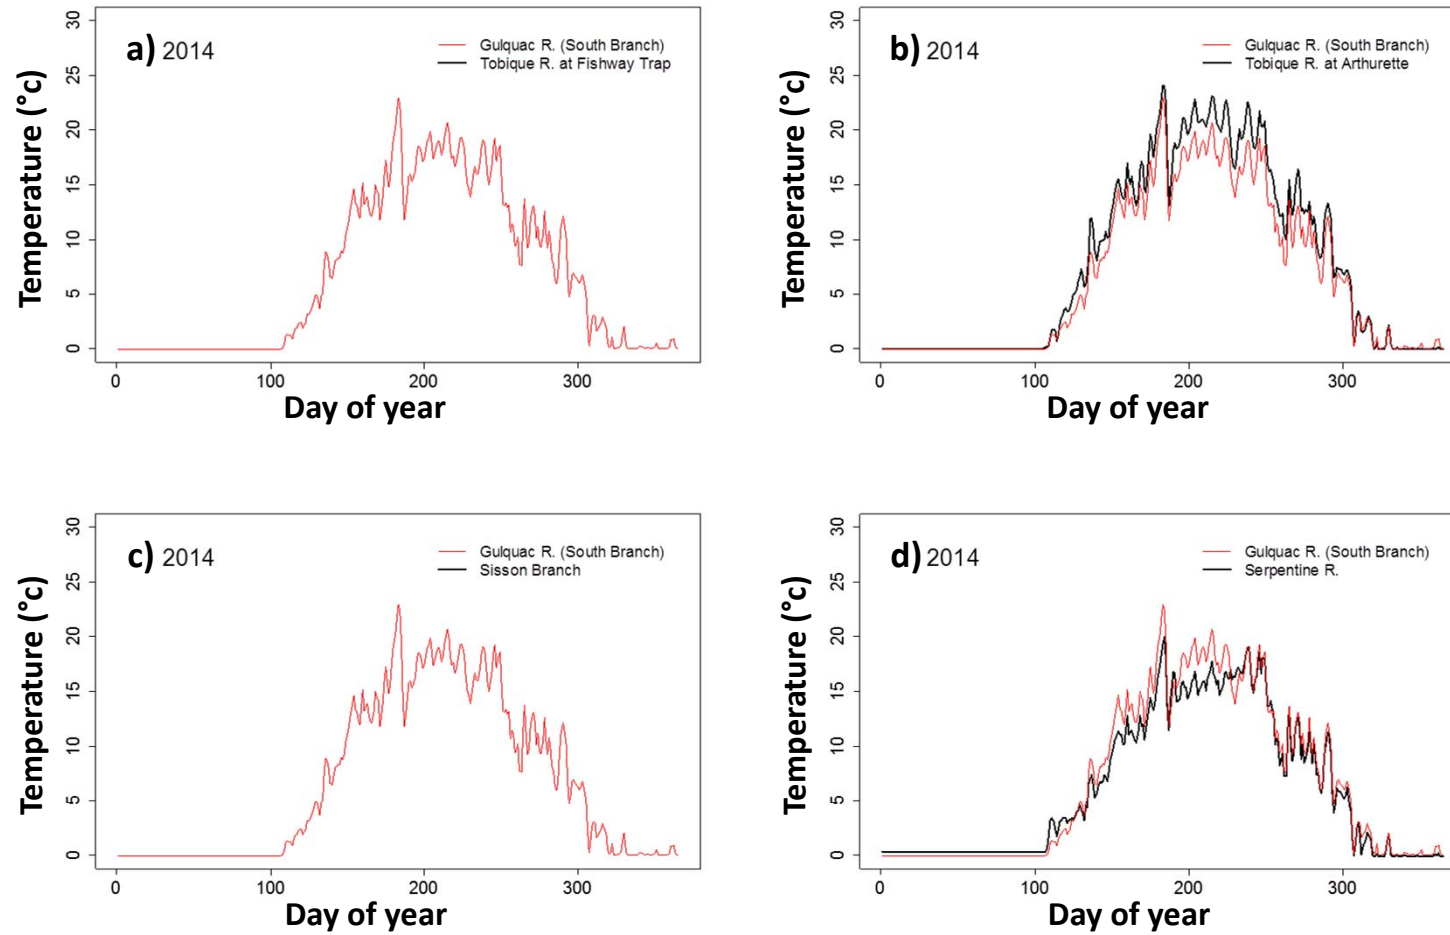 a) 2014
Gulquac R. (South Branch)
Tobique R. at Fishway Trap
Temperature (°c)
30
25
20
15
10
5
0
0 100 200 300
Day of year
b) 2014
Gulquac R. (South Branch)
Tobique R. at Arthurette
Temperature (°c)
30
25
20
15
10
5
0
0 100 200 300
Day of year
c) 2014
Gulquac R. (South Branch)
Sisson Branch
Temperature (°c)
30
25
20
15
10
5
0
0 100 200 300
Day of year
d) 2014
Gulquac R. (South Branch)
Serpentine R.
Temperature (°c)
30
25
20
15
10
5
0
0 100 200 300
Day of year